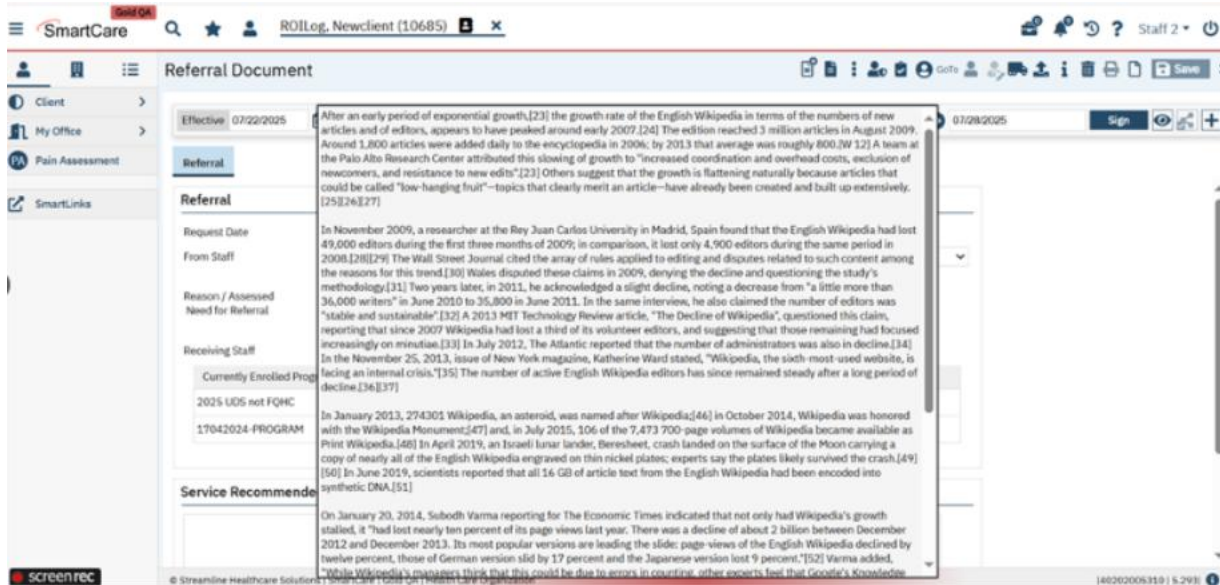 Gold QA
SmartCare
ROILog, Newclient (10685)
Staff 2
Referral Document
GoTo
Save
Client
My Office
PA Pain Assessment
SmartLinks
Effective 07/22/2025
07/28/2025
Sign
Referral
Referral
Request Date
From Staff
Reason / Assessed
Need for Referral
Receiving Staff
Currently Enrolled Prog
2025 UDS not FQHC
17042024-PROGRAM
Service Recommende
After an early period of exponential growth,[23] the growth rate of the English Wikipedia in terms of the numbers of new
articles and of editors, appears to have peaked around early 2007.[24] The edition reached 3 million articles in August 2009.
Around 1,800 articles were added daily to the encyclopedia in 2006; by 2013 that average was roughly 800.[W 12] A team at
the Palo Alto Research Center attributed this slowing of growth to "increased coordination and overhead costs, exclusion of
newcomers, and resistance to new edits".[23] Others suggest that the growth is flattening naturally because articles that
could be called "low-hanging fruit"—topics that clearly merit an article—have already been created and built up extensively.
[25][26][27]
In November 2009, a researcher at the Rey Juan Carlos University in Madrid, Spain found that the English Wikipedia had lost
49,000 editors during the first three months of 2009; in comparison, it lost only 4,900 editors during the same period in
2008.[28][29] The Wall Street Journal cited the array of rules applied to editing and disputes related to such content among
the reasons for this trend.[30] Wales disputed these claims in 2009, denying the decline and questioning the study's
methodology.[31] Two years later, in 2011, he acknowledged a slight decline, noting a decrease from "a little more than
36,000 writers" in June 2010 to 35,800 in June 2011. In the same interview, he also claimed the number of editors was
"stable and sustainable".[32] A 2013 MIT Technology Review article, "The Decline of Wikipedia", questioned this claim,
reporting that since 2007 Wikipedia had lost a third of its volunteer editors, and suggesting that those remaining had focused
increasingly on minutiae.[33] In July 2012, The Atlantic reported that the number of administrators was also in decline.[34]
In the November 25, 2013, issue of New York magazine, Katherine Ward stated, "Wikipedia, the sixth-most-used website, is
facing an internal crisis."[35] The number of active English Wikipedia editors has since remained steady after a long period of
decline.[36][37]
In January 2013, 274301 Wikipedia, an asteroid, was named after Wikipedia;[46] in October 2014, Wikipedia was honored
with the Wikipedia Monument;[47] and, in July 2015, 106 of the 7,473 700-page volumes of Wikipedia became available as
Print Wikipedia.[48] In April 2019, an Israeli lunar lander, Beresheet, crash landed on the surface of the Moon carrying a
copy of nearly all of the English Wikipedia engraved on thin nickel plates; experts say the plates likely survived the crash.[49]
[50] In June 2019, scientists reported that all 16 GB of article text from the English Wikipedia had been encoded into
synthetic DNA.[51]
On January 20, 2014, Subodh Varma reporting for The Economic Times indicated that not only had Wikipedia's growth
stalled, it "had lost nearly ten percent of its page views last year. There was a decline of about 2 billion between December
2012 and December 2013. Its most popular versions are leading the slide: page-views of the English Wikipedia declined by
twelve percent, those of German version slid by 17 percent and the Japanese version lost 9 percent."[52] Varma added,
"While Wikipedia's managers think that this could be due to errors in counting, other experts feel that Google's Knowledge
screenrec
© Streamline Healthcare Solutions | SmartCare | Gold QA | Health Care Organization